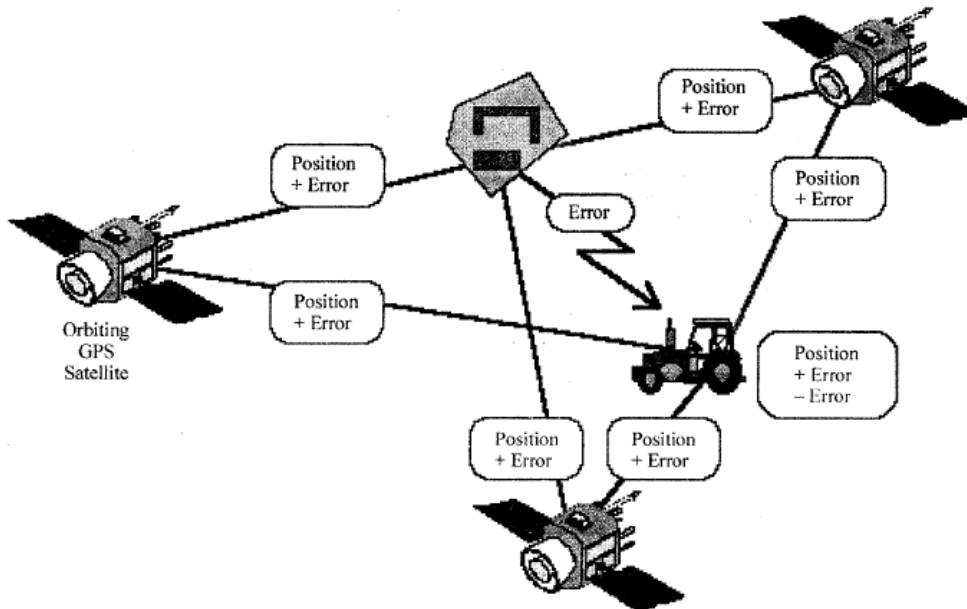 Position
+ Error
Position
+ Error
Position
+ Error
Error
Orbiting
GPS
Satellite
Position
+ Error
Position
+ Error
– Error
Position
+ Error
Position
+ Error